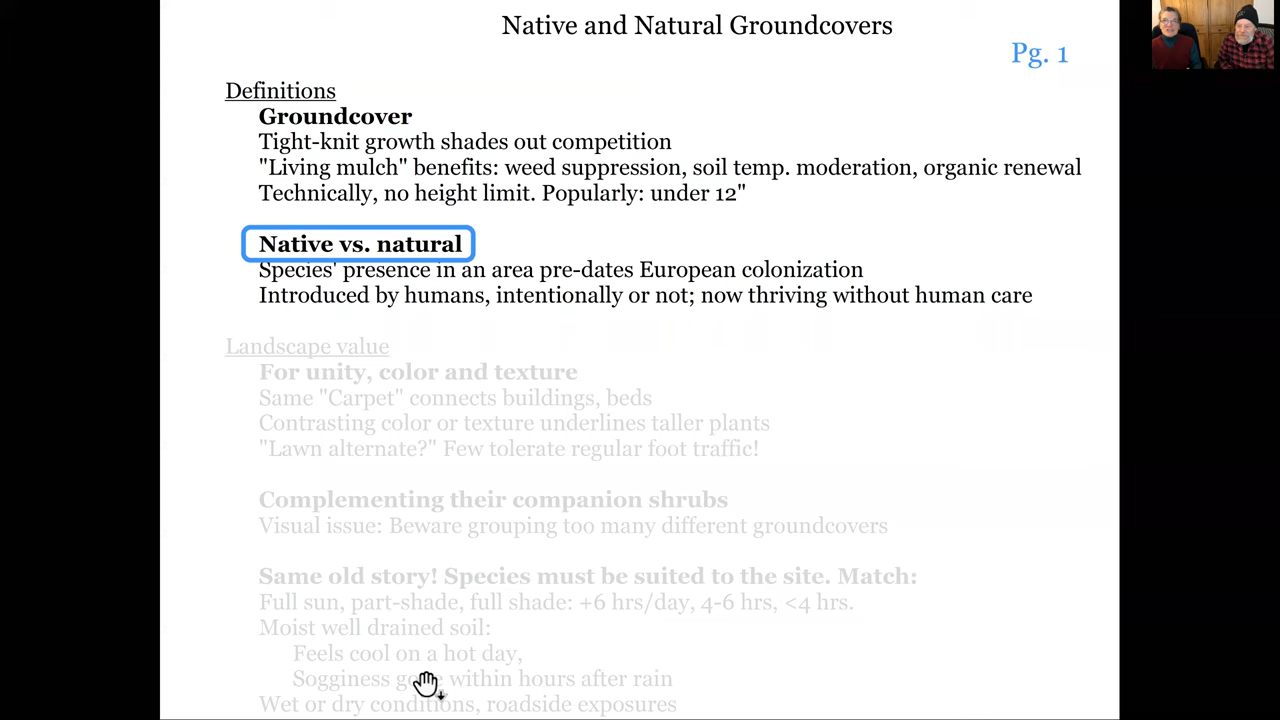 Native and Natural Groundcovers
Pg. 1
Definitions
Groundcover
Tight-knit growth shades out competition
"Living mulch" benefits: weed suppression, soil temp. moderation, organic renewal
Technically, no height limit. Popularly: under 12"
Native vs. natural
Species' presence in an area pre-dates European colonization
Introduced by humans, intentionally or not; now thriving without human care
Landscape value
For unity, color and texture
Same "Carpet" connects buildings, beds
Contrasting color or texture underlines taller plants
"Lawn alternate?" Few tolerate regular foot traffic!
Complementing their companion shrubs
Visual issue: Beware grouping too many different groundcovers
Same old story! Species must be suited to the site. Match:
Full sun, part-shade, full shade: +6 hrs/day, 4-6 hrs, <4 hrs.
Moist well drained soil:
Feels cool on a hot day,
Sogginess gone within hours after rain
Wet or dry conditions, roadside exposures